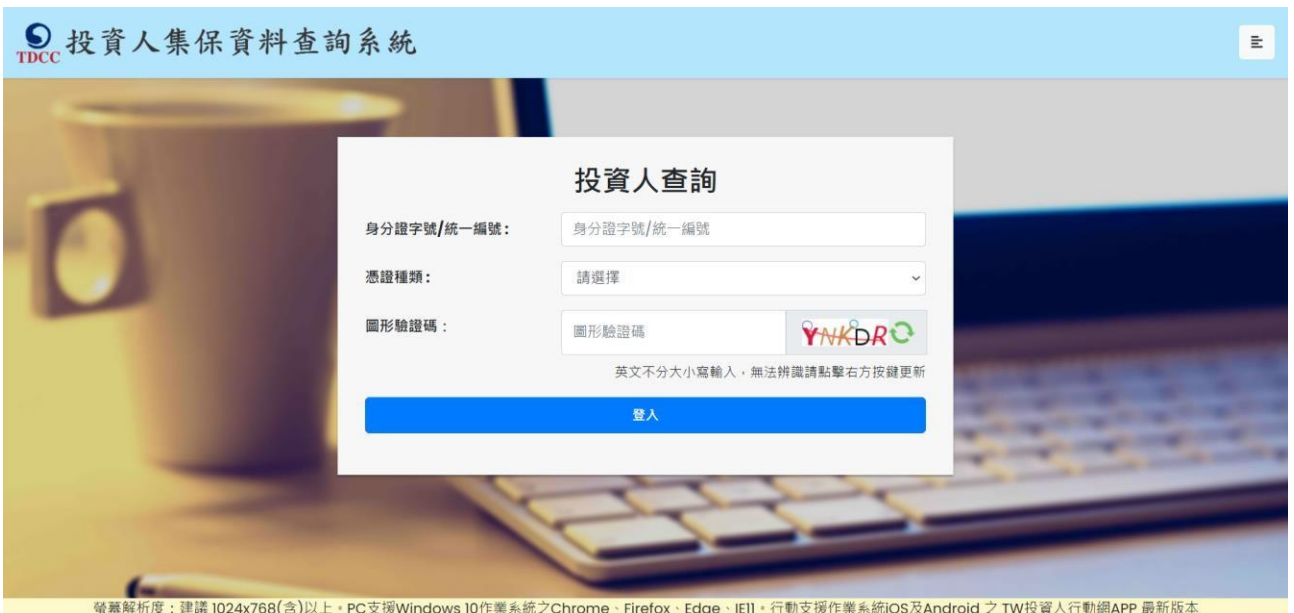 TDCC 投資人集保資料查詢系統
投資人查詢
身分證字號/統一編號：
身分證字號/統一編號
憑證種類：
請選擇
圖形驗證碼：
圖形驗證碼
YNKDR
英文不分大小寫輸入，無法辨識請點擊右方按鍵更新
登入
螢幕解析度：建議 1024x768(含)以上。PC支援Windows 10作業系統之Chrome、Firefox、Edge、IE11。行動支援作業系統iOS及Android 之 TW投資人行動網APP 最新版本